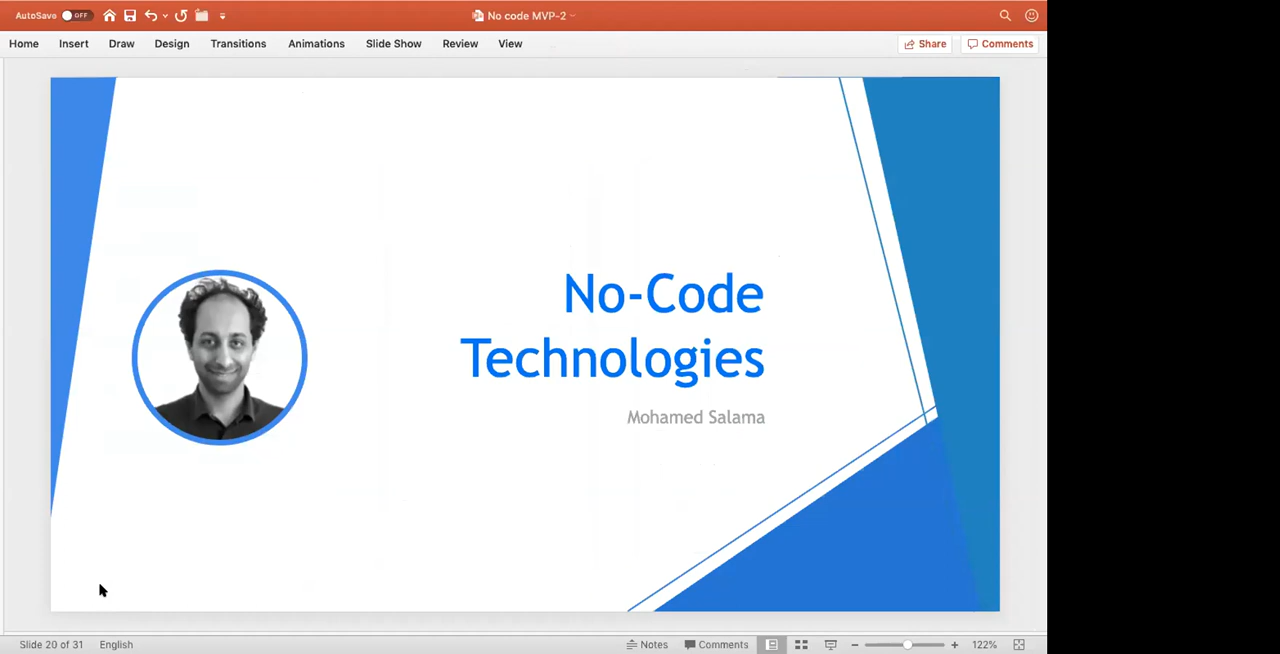 AutoSave OFF
No code MVP-2
Home Insert Draw Design Transitions Animations Slide Show Review View Share Comments
No-Code
Technologies
Mohamed Salama
Slide 20 of 31 English Notes Comments 122%